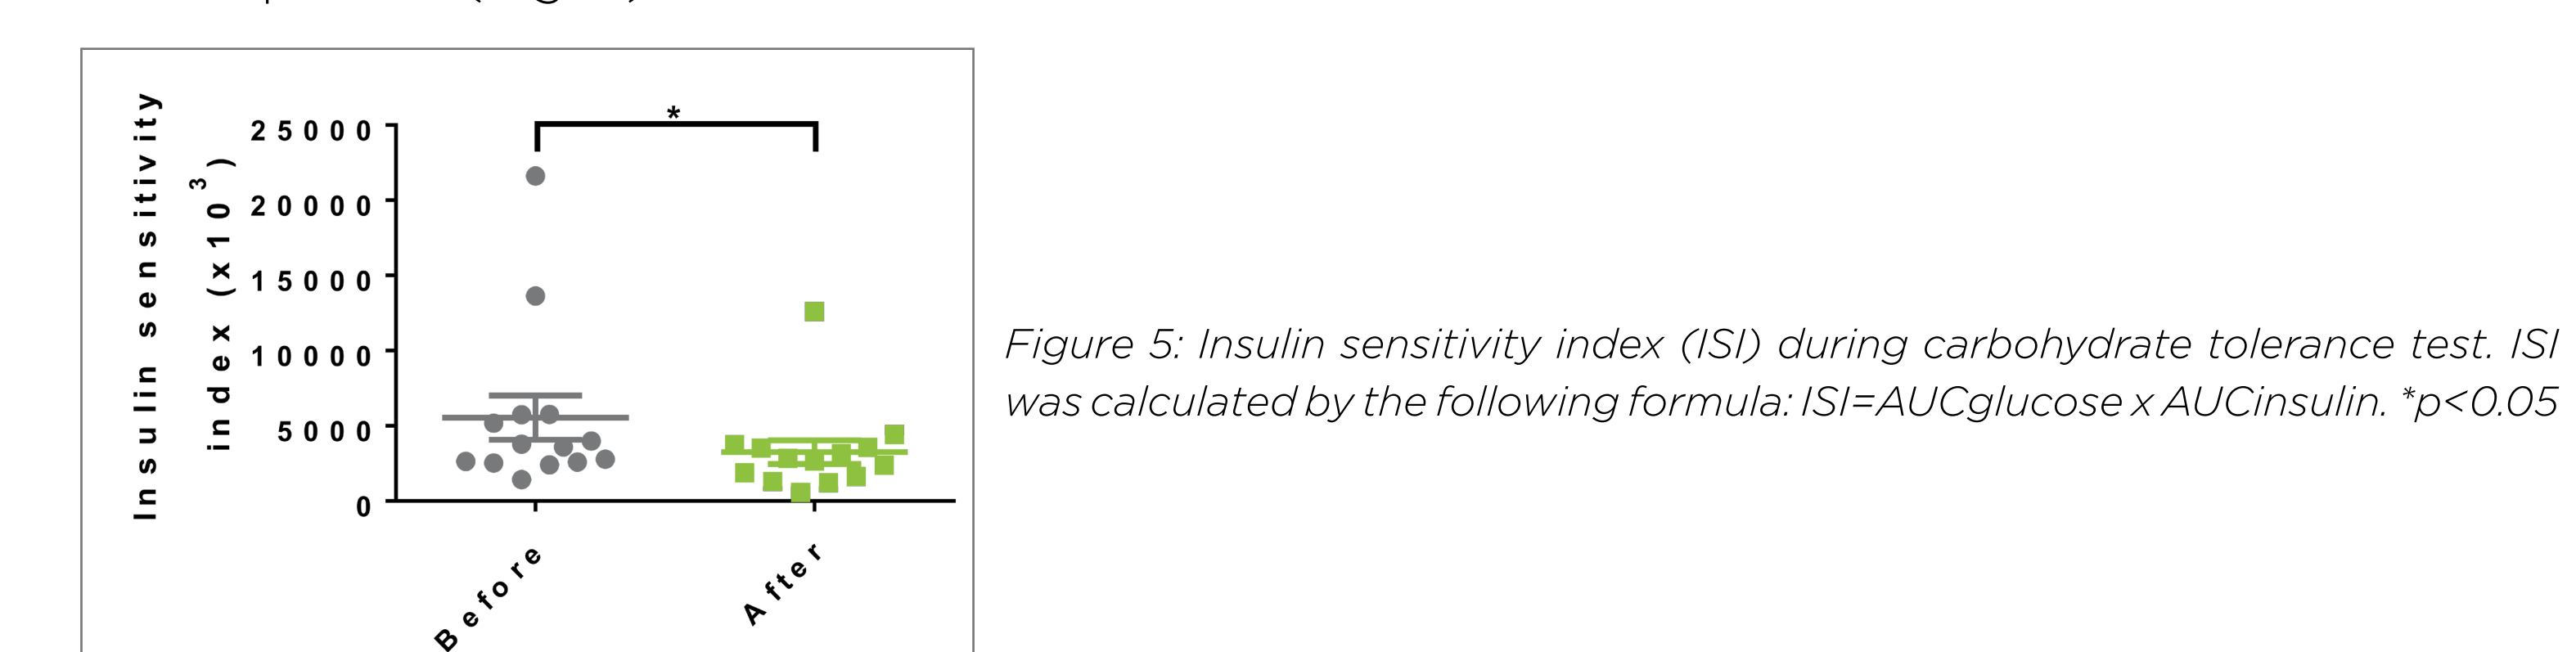 Insulin sensitivity
index (x10³)
25000
20000
15000
10000
5000
0
*
Before
After
Figure 5: Insulin sensitivity index (ISI) during carbohydrate tolerance test. ISI
was calculated by the following formula: ISI=AUCglucose x AUCinsulin. *p<0.05